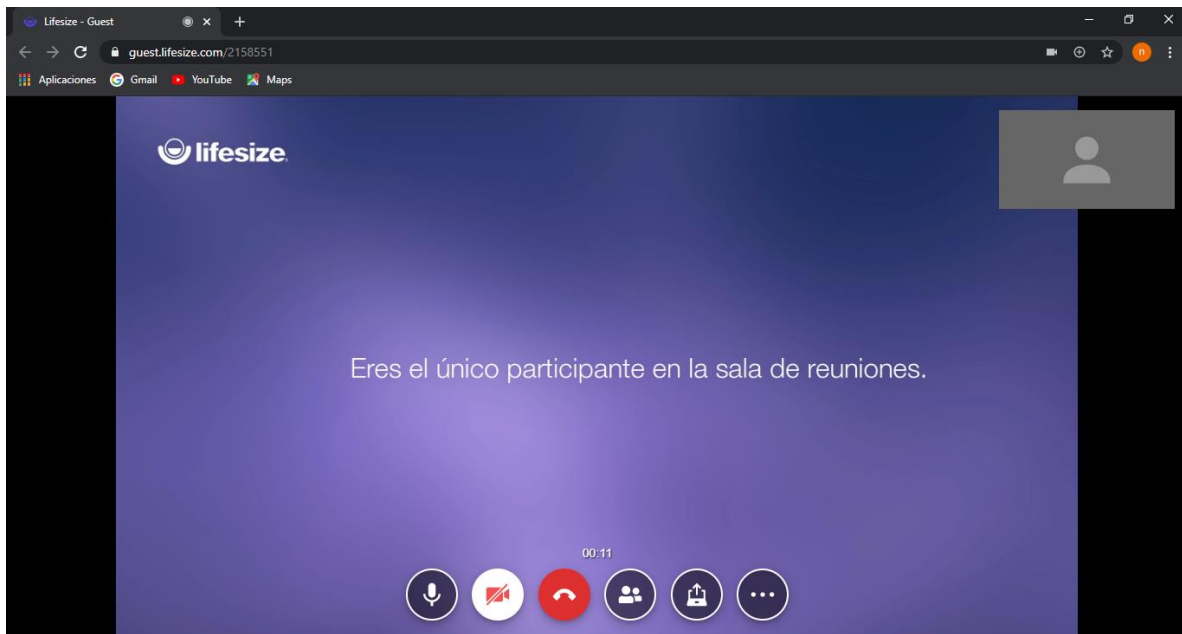 Lifesize - Guest
guest.lifesize.com/2158551
n
Aplicaciones Gmail YouTube Maps
lifesize
Eres el único participante en la sala de reuniones.
00:11